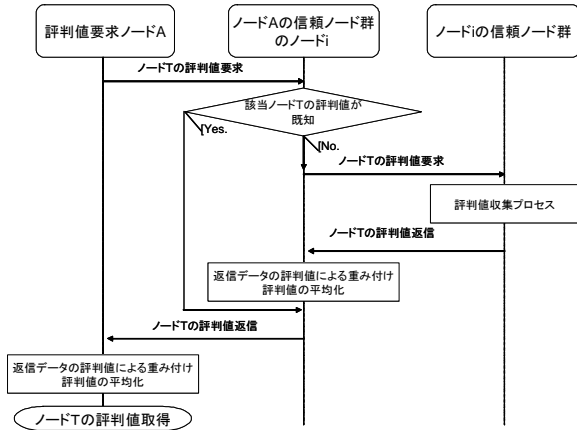 評判値要求ノードA
ノードAの信頼ノード群
のノードi
ノードiの信頼ノード群
ノードTの評判値要求
該当ノードTの評判値が
既知
[Yes.
[No.
ノードTの評判値要求
評判値収集プロセス
ノードTの評判値返信
返信データの評判値による重み付け
評判値の平均化
ノードTの評判値返信
返信データの評判値による重み付け
評判値の平均化
ノードTの評判値取得